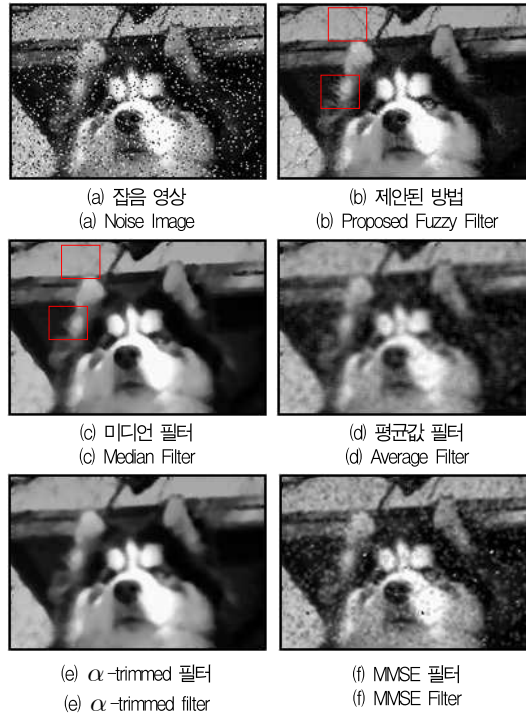 (a) 잡음 영상
(a) Noise Image
(b) 제안된 방법
(b) Proposed Fuzzy Filter
(c) 미디언 필터
(c) Median Filter
(d) 평균값 필터
(d) Average Filter
(e) α-trimmed 필터
(e) α-trimmed filter
(f) MMSE 필터
(f) MMSE Filter